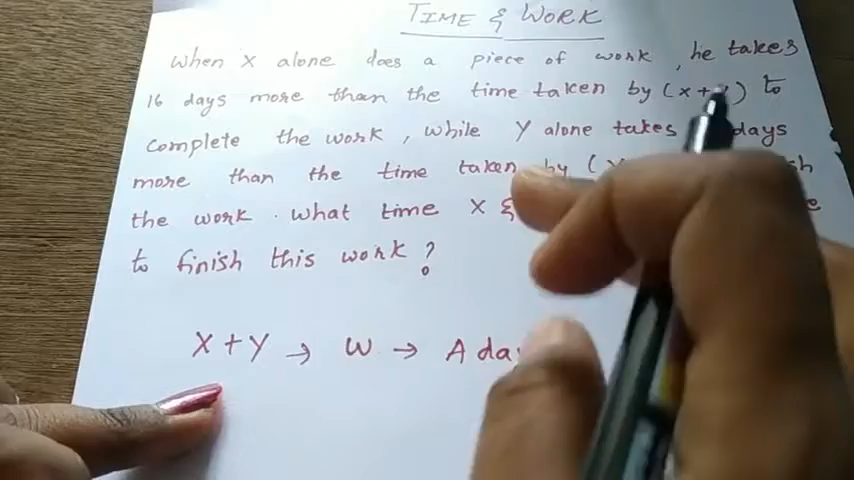 TIME & WORK
When X alone does a piece of work, he takes
16 days more than the time taken by (X+Y) to
complete the work, while Y alone takes days
more than the time taken by (
the work. What time X &
to finish this work?
X+Y → W → A da